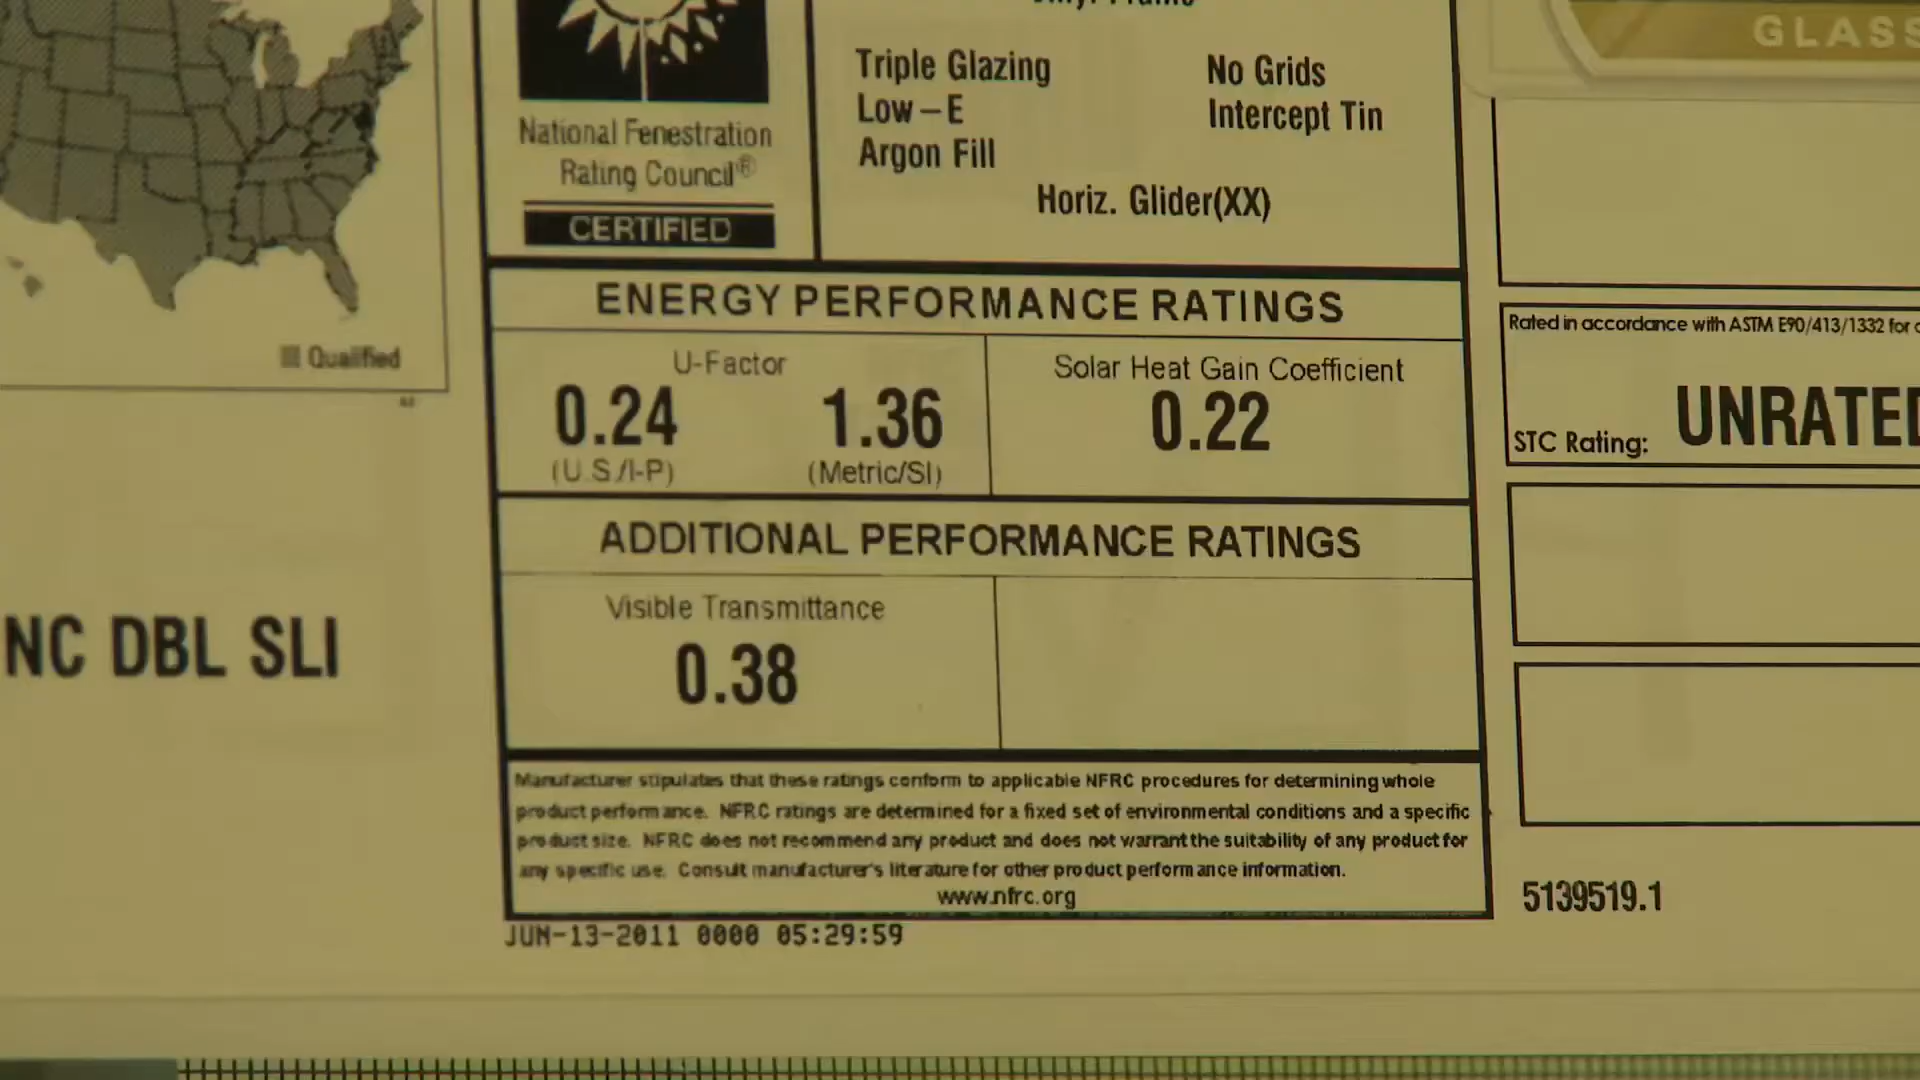 GLASS
Triple Glazing
No Grids
Low-E
Intercept Tin
Argon Fill
Horiz. Glider(XX)
National Fenestration
Rating Council®
CERTIFIED
Qualified
ENERGY PERFORMANCE RATINGS
U-Factor
0.24
1.36
(U.S/I-P)
(Metric/SI)
Solar Heat Gain Coefficient
0.22
ADDITIONAL PERFORMANCE RATINGS
Visible Transmittance
0.38
Manufacturer stipulates that these ratings conform to applicable NFRC procedures for determining whole
product performance. NFRC ratings are determined for a fixed set of environmental conditions and a specific
product size. NFRC does not recommend any product and does not warrant the suitability of any product for
any specific use. Consult manufacturer's literature for other product performance information.
www.nfrc.org
JUN-13-2011 0000 05:29:59
NC DBL SLI
Rated in accordance with ASTM E90/413/1332 for
STC Rating:
UNRATED
5139519.1